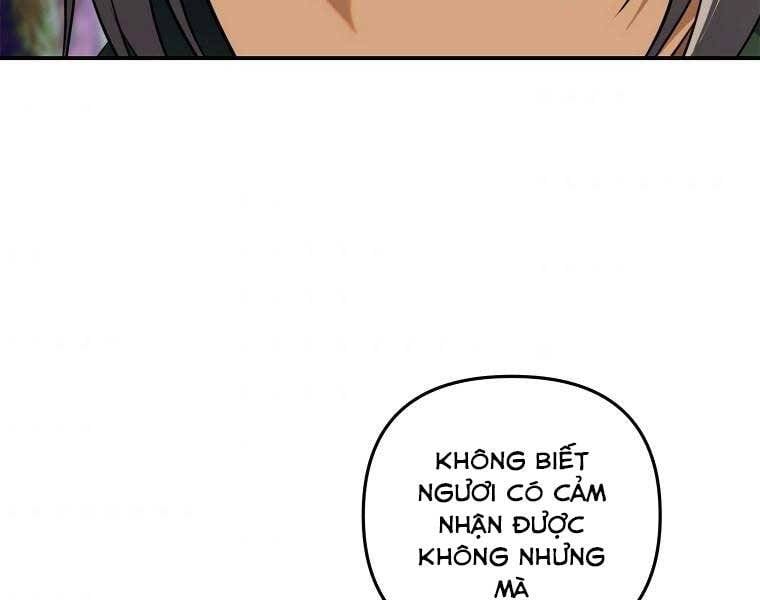 KHÔNG BIẾT
NGƯƠI CÓ CẢM
NHẬN ĐƯỢC
KHÔNG NHƯNG
MÀ